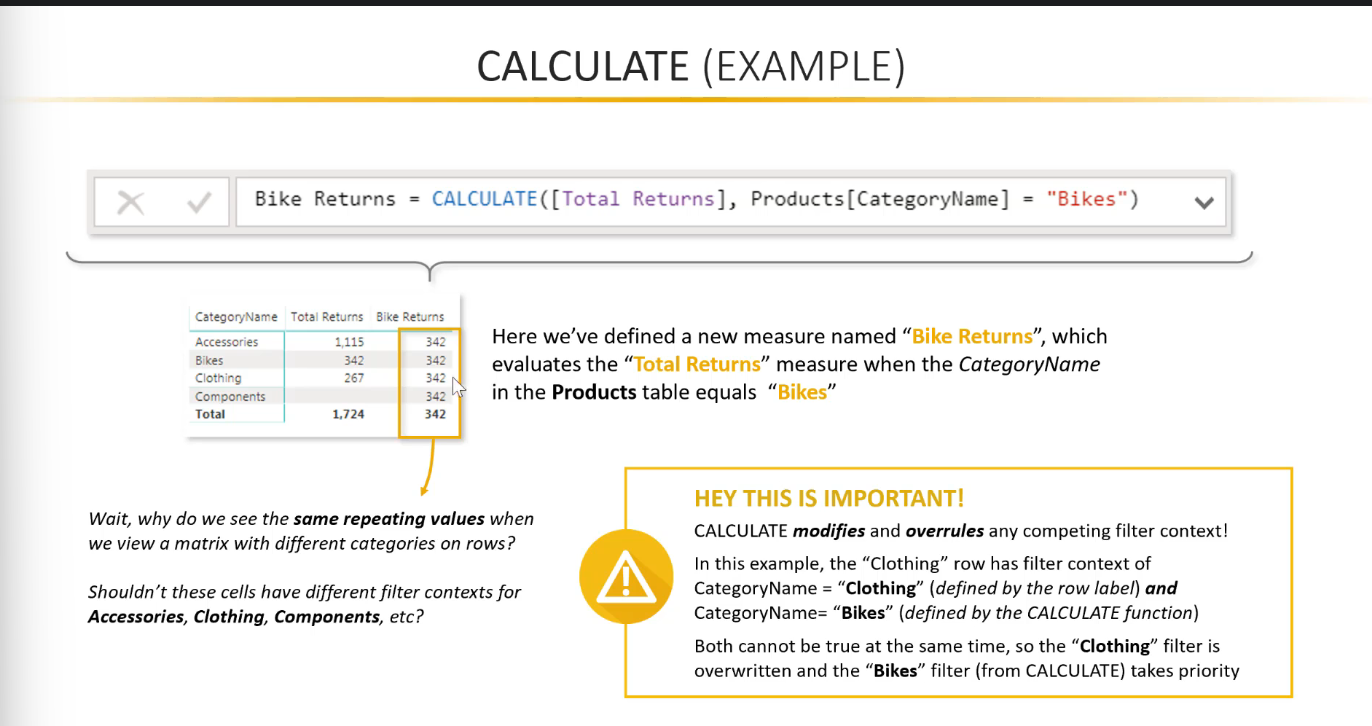 CALCULATE (EXAMPLE)
Bike Returns = CALCULATE([Total Returns], Products[CategoryName] = "Bikes")
CategoryName Total Returns Bike Returns
Accessories 1,115 342
Bikes 342 342
Clothing 267 342
Components 342
Total 1,724 342
Here we’ve defined a new measure named “Bike Returns”, which
evaluates the “Total Returns” measure when the CategoryName
in the Products table equals “Bikes”
Wait, why do we see the same repeating values when
we view a matrix with different categories on rows?
Shouldn’t these cells have different filter contexts for
Accessories, Clothing, Components, etc?
HEY THIS IS IMPORTANT!
CALCULATE modifies and overrules any competing filter context!
In this example, the “Clothing” row has filter context of
CategoryName = “Clothing” (defined by the row label) and
CategoryName= “Bikes” (defined by the CALCULATE function)
Both cannot be true at the same time, so the “Clothing” filter is
overwritten and the “Bikes” filter (from CALCULATE) takes priority